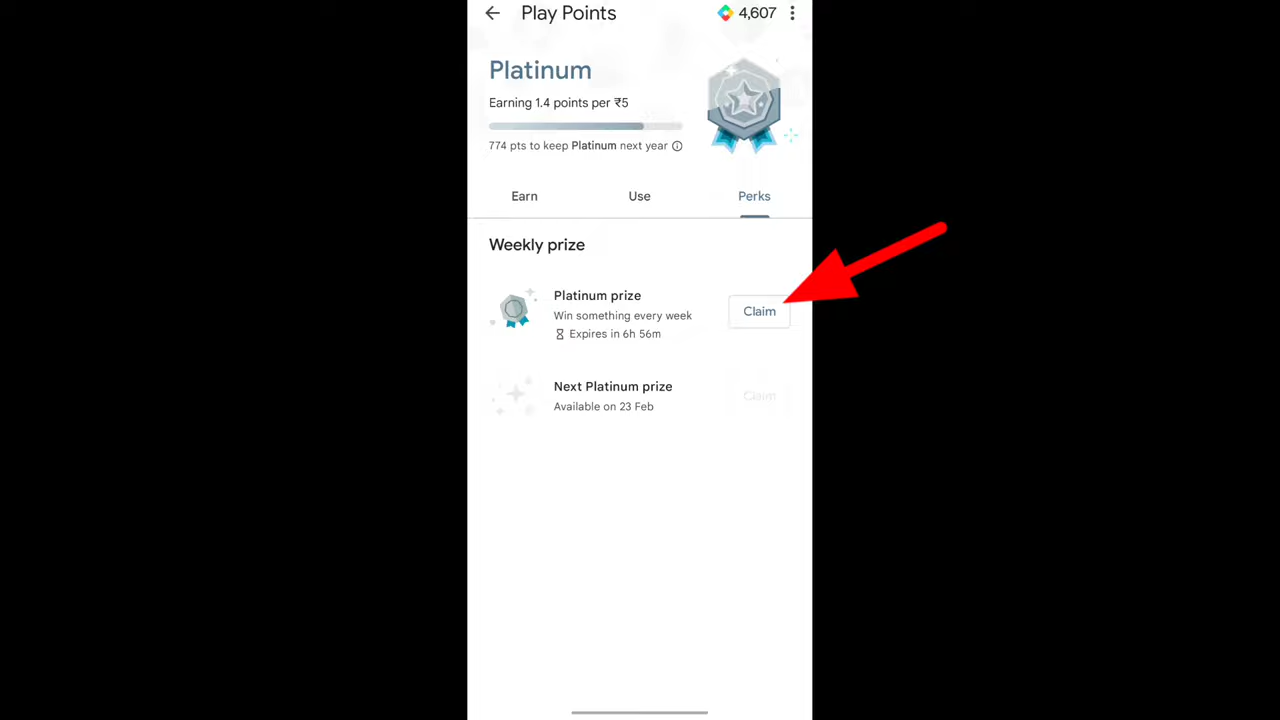 Play Points
4,607
Platinum
Earning 1.4 points per ₹5
774 pts to keep Platinum next year
Earn
Use
Perks
Weekly prize
Platinum prize
Win something every week
Expires in 6h 56m
Claim
Next Platinum prize
Available on 23 Feb
Claim